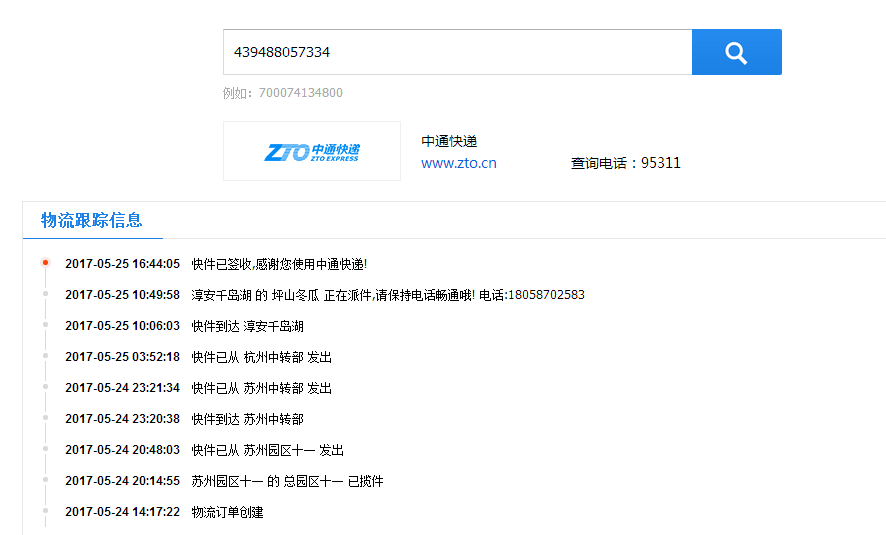 439488057334
例如：700074134800
ZTO中通快递 ZTO EXPRESS
中通快递
www.zto.cn 查询电话：95311
物流跟踪信息
2017-05-25 16:44:05 快件已签收,感谢您使用中通快递!
2017-05-25 10:49:58 淳安千岛湖 的 坪山冬瓜 正在派件,请保持电话畅通哦! 电话:18058702583
2017-05-25 10:06:03 快件到达 淳安千岛湖
2017-05-25 03:52:18 快件已从 杭州中转部 发出
2017-05-24 23:21:34 快件已从 苏州中转部 发出
2017-05-24 23:20:38 快件到达 苏州中转部
2017-05-24 20:48:03 快件已从 苏州园区十一 发出
2017-05-24 20:14:55 苏州园区十一 的 总园区十一 已揽件
2017-05-24 14:17:22 物流订单创建